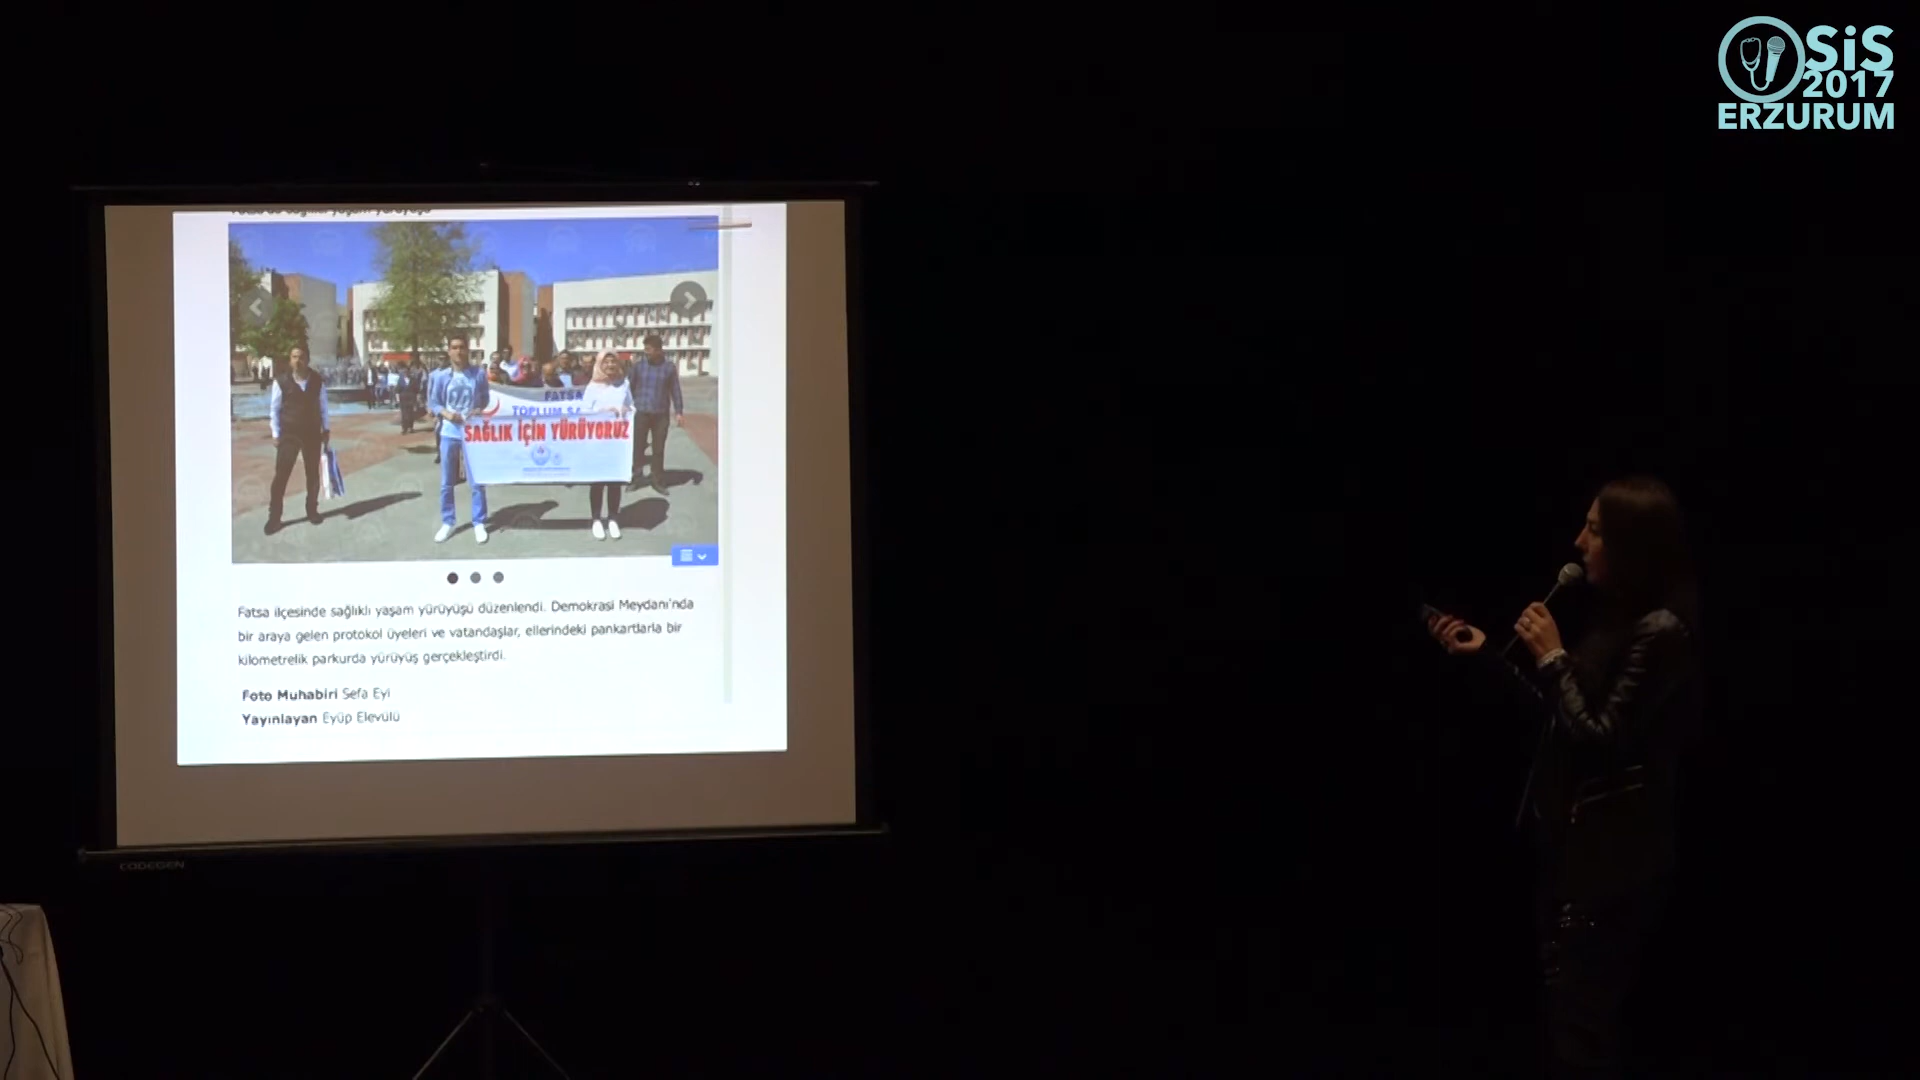 SiS
2017
ERZURUM
FATSA
TOPLUM SA
SAĞLIK İÇİN YÜRÜYORUZ
Fatsa ilçesinde sağlıklı yaşam yürüyüşü düzenlendi. Demokrasi Meydanı'nda
bir araya gelen protokol üyeleri ve vatandaşlar, ellerindeki pankartlarla bir
kilometrelik parkurda yürüyüş gerçekleştirdi.
Foto Muhabiri Sefa Eyi
Yayınlayan Eyüp Elevülü
CODEGEN